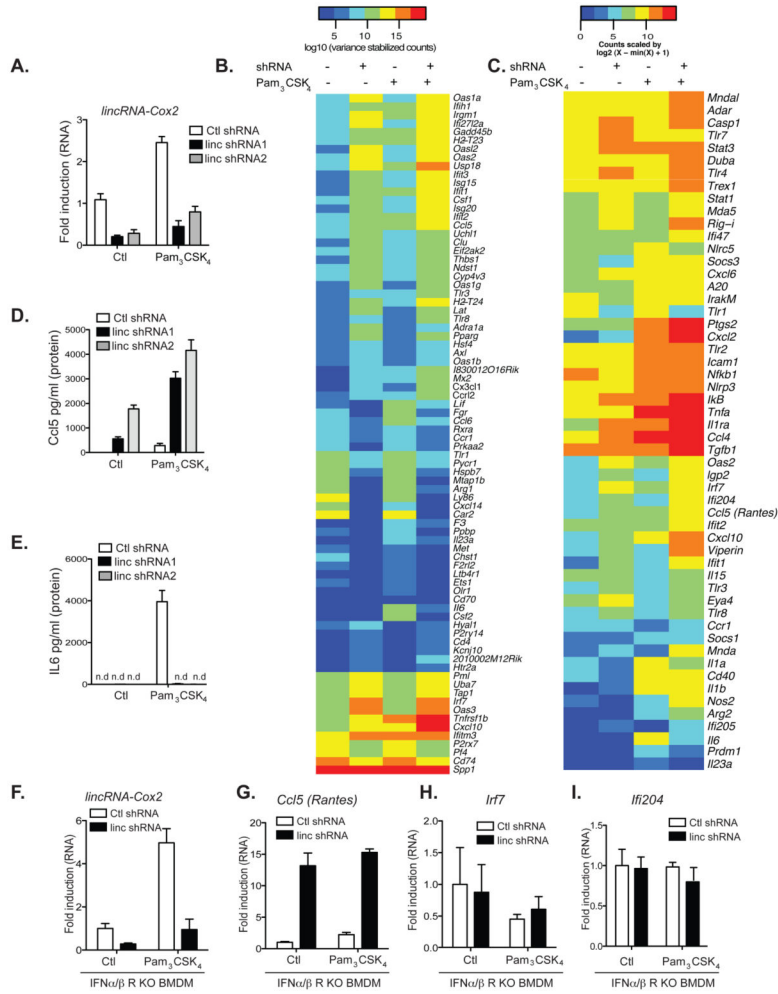 5 10 15
log10 (variance stabilized counts)
0 5 10
Counts scaled by
log2 (X − min(X) + 1)
A.
lincRNA-Cox2
Ctl shRNA
linc shRNA1
linc shRNA2
Fold induction (RNA)
3
2
1
0
Ctl Pam3CSK4
B.
shRNA - + - +
Pam3CSK4 - - + +
Oas1a
Ifih1
Irgm1
Ifi27l2a
Gadd45b
H2-T23
Oasl2
Oas2
Usp18
Ifit3
Isg15
Ifit1
Csf1
Isg20
Ifit2
Ccl5
Uchl1
Clu
Eif2ak2
Thbs1
Ndst1
Cyp4v3
Oas1g
Tlr3
H2-T24
Lat
Tlr8
Adra1a
Pparg
Hsf4
Axl
Oas1b
I830012O16Rik
Mx2
Cx3cl1
Ccrl2
Lif
Fgr
Ccl6
Rxra
Ccr1
Prkaa2
Tlr1
Pycr1
Hspb7
Mtap1b
Arg1
Ly86
Cxcl14
Car2
F3
Ppbp
Il23a
Met
Chst1
F2rl2
Ltb4r1
Ets1
Olr1
Cd70
Il6
Csf2
Hyal1
P2ry14
Cd4
Kcnj10
2010002M12Rik
Htr2a
Pml
Uba7
Tap1
Irf7
Oas3
Tnfrsf1b
Cxcl10
Ifitm3
P2rx7
Pf4
Cd74
Spp1
C.
shRNA - + - +
Pam3CSK4 - - + +
Mndal
Adar
Casp1
Tlr7
Stat3
Duba
Tlr4
Trex1
Stat1
Mda5
Rig–i
Ifi47
Nlrc5
Socs3
Cxcl6
A20
IrakM
Tlr1
Ptgs2
Cxcl2
Tlr2
Icam1
Nfkb1
Nlrp3
IkB
Tnfa
Il1ra
Ccl4
Tgfb1
Oas2
Igp2
Irf7
Ifi204
Ccl5 (Rantes)
Ifit2
Cxcl10
Viperin
Ifit1
Il15
Tlr3
Eya4
Tlr8
Ccr1
Socs1
Mnda
Il1a
Cd40
Il1b
Nos2
Arg2
Ifi205
Il6
Prdm1
Il23a
D.
Ctl shRNA
linc shRNA1
linc shRNA2
Ccl5 pg/ml (protein)
5000
4000
3000
2000
1000
0
Ctl Pam3CSK4
E.
Ctl shRNA
linc shRNA1
linc shRNA2
IL6 pg/ml (protein)
6000
4000
2000
0
n.d n.d n.d n.d
Ctl Pam3CSK4
F.
lincRNA-Cox2
Ctl shRNA
linc shRNA
Fold induction (RNA)
6
4
2
0
Ctl Pam3CSK4
IFNα/β R KO BMDM
G.
Ccl5 (Rantes)
Ctl shRNA
linc shRNA
Fold induction (RNA)
20
15
10
5
0
Ctl Pam3CSK4
IFNα/β R KO BMDM
H.
Irf7
Ctl shRNA
linc shRNA
Fold induction (RNA)
2.0
1.5
1.0
0.5
0.0
Ctl Pam3CSK4
IFNα/β R KO BMDM
I.
Ifi204
Ctl shRNA
linc shRNA
Fold induction (RNA)
1.5
1.0
0.5
0.0
Ctl Pam3CSK4
IFNα/β R KO BMDM